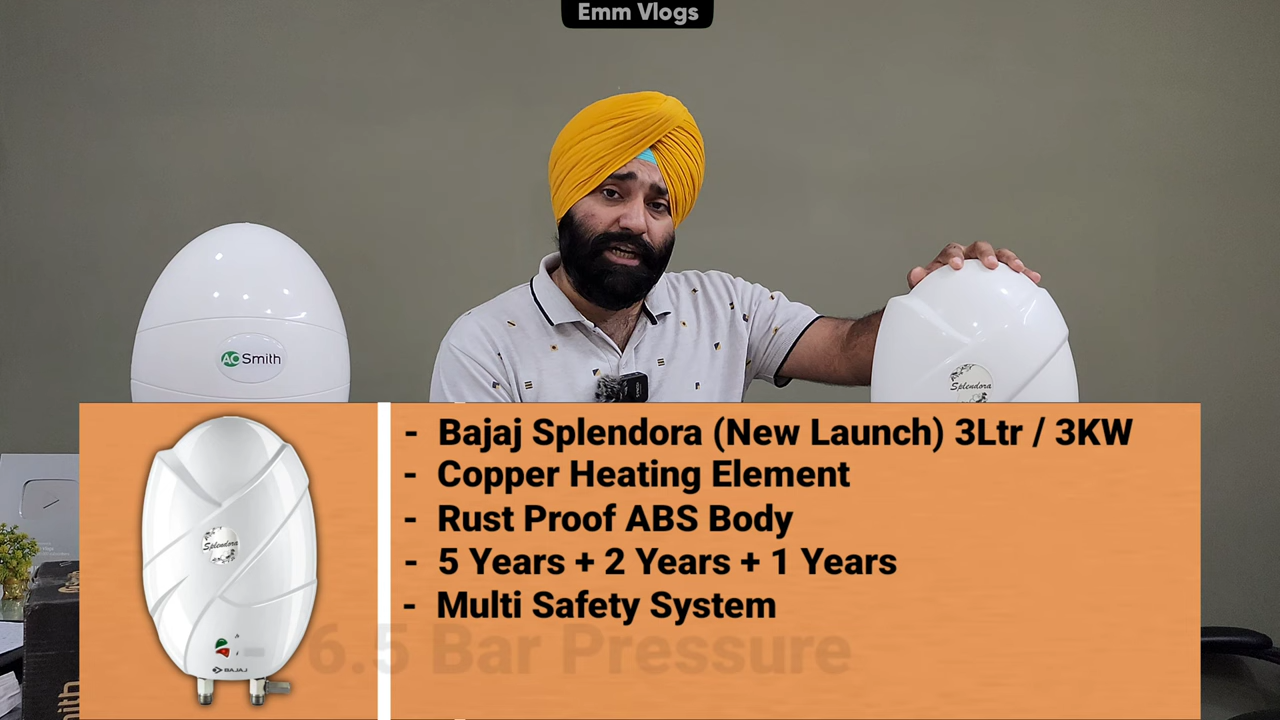 Emm Vlogs
AO Smith
Splendora
- Bajaj Splendora (New Launch) 3Ltr / 3KW
- Copper Heating Element
- Rust Proof ABS Body
- 5 Years + 2 Years + 1 Years
- Multi Safety System
- 6.5 Bar Pressure
Splendora
BAJAJ
mith